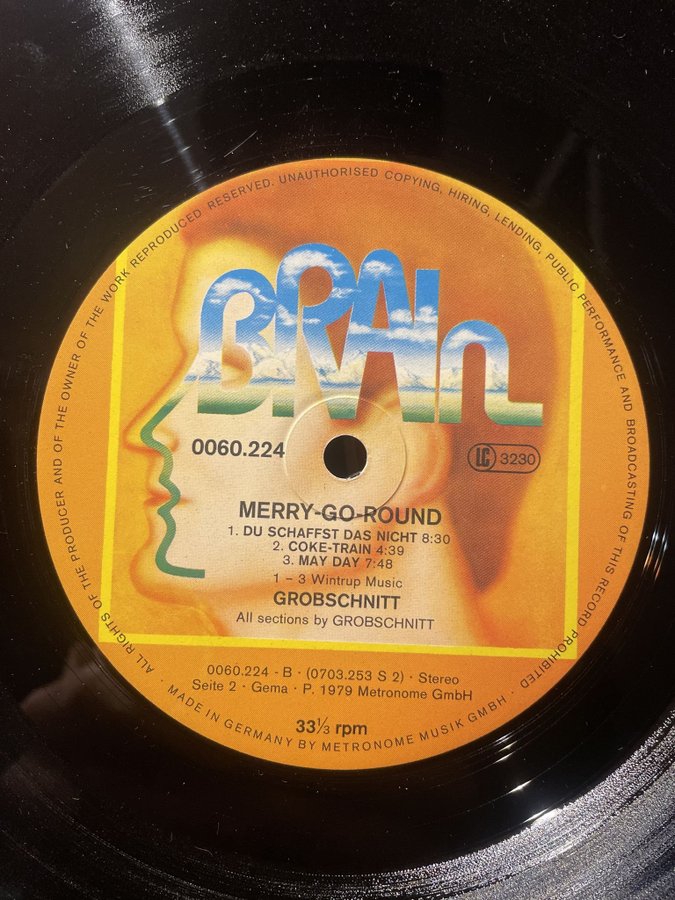 ALL RIGHTS OF THE PRODUCER AND OF THE OWNER OF THE WORK REPRODUCED RESERVED. UNAUTHORISED COPYING, HIRING, LENDING, PUBLIC PERFORMANCE AND BROADCASTING OF THIS RECORD PROHIBITED
BRAIn
0060.224
LC 3230
MERRY-GO-ROUND
1. DU SCHAFFST DAS NICHT 8:30
2. COKE-TRAIN 4:39
3. MAY DAY 7:48
1 – 3 Wintrup Music
GROBSCHNITT
All sections by GROBSCHNITT
0060.224 · B · (0703.253 S 2) · Stereo
Seite 2 · Gema · P. 1979 Metronome GmbH
33⅓ rpm
· MADE IN GERMANY BY METRONOME MUSIK GMBH ·